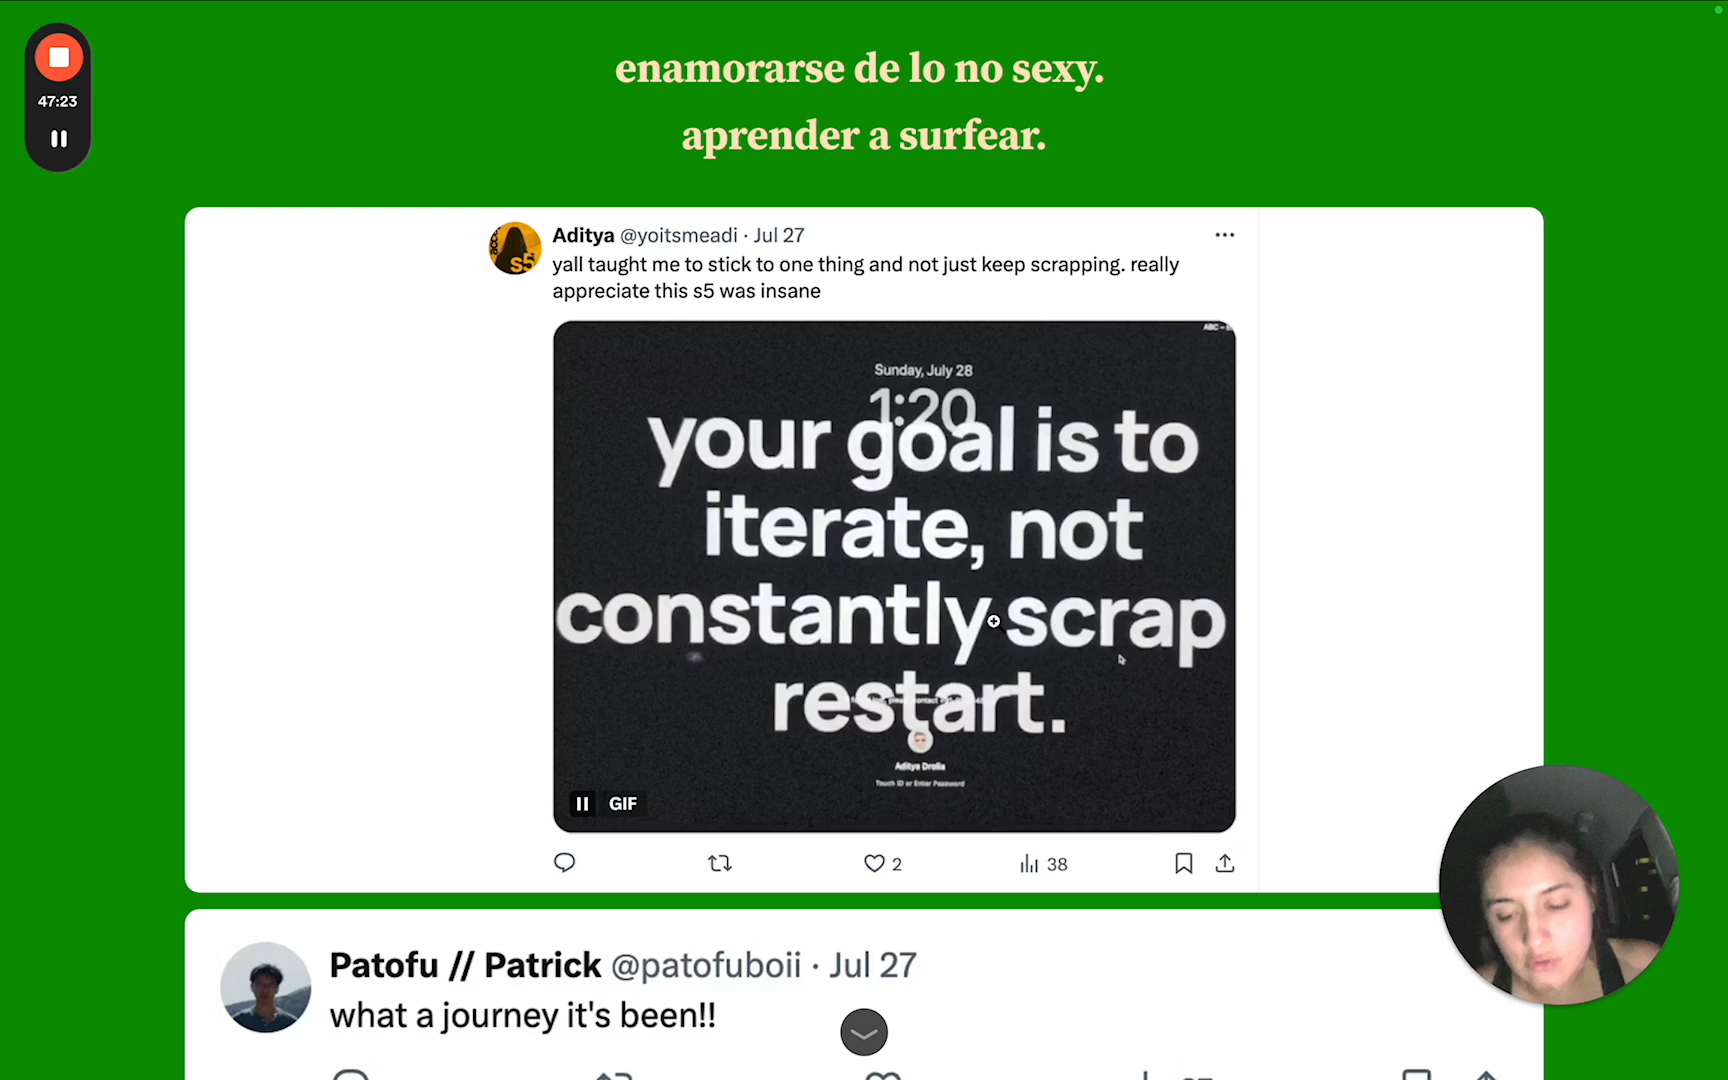 enamorarse de lo no sexy.
aprender a surfear.
47:23
Aditya @yoitsmeadi · Jul 27
yall taught me to stick to one thing and not just keep scrapping. really
appreciate this s5 was insane
s5
Sunday, July 28
1:20
your goal is to
iterate, not
constantly scrap
restart.
Aditya Drolia
Touch ID or Enter Password
GIF
2
38
Patofu // Patrick @patofuboii · Jul 27
what a journey it's been!!